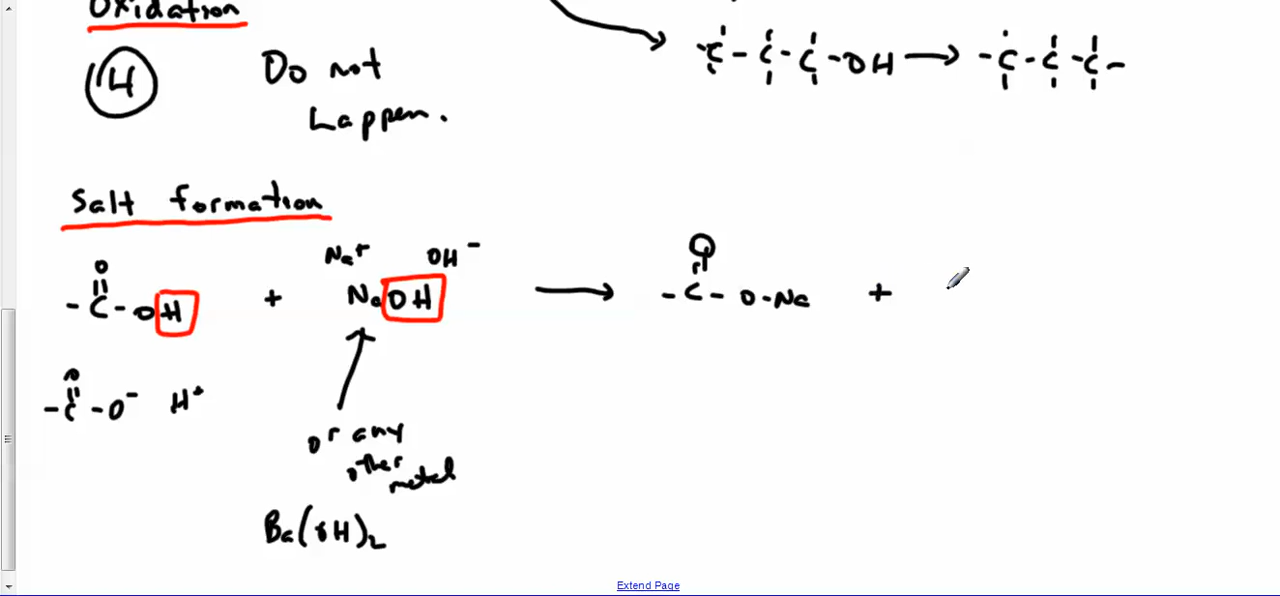 Oxidation
4
Do not
happen.
-C-C-C-OH → -C-C-C-
Salt formation
Na+ OH-
O
-C-OH + NaOH → -C-O-Na +
O
O
-C-O- H+
or any
other
metal
Ba(OH)2
Extend Page